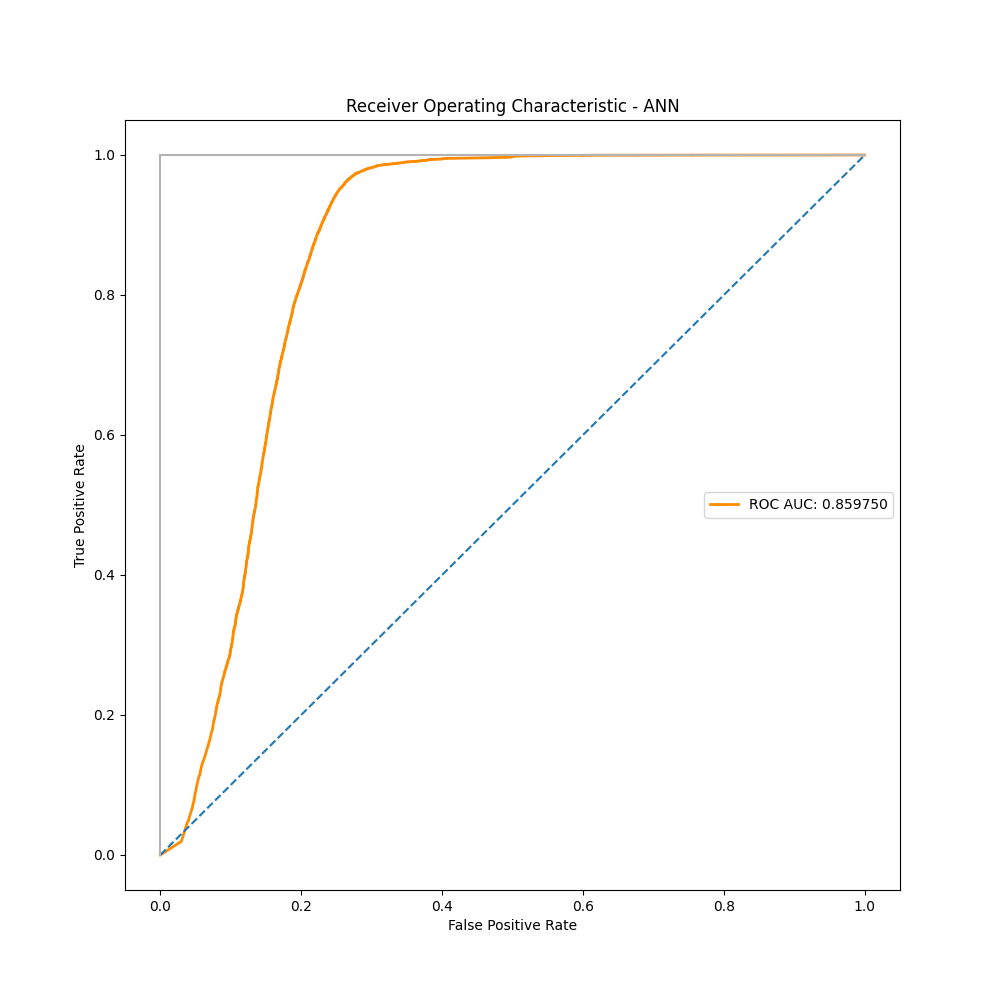 Receiver Operating Characteristic - ANN
1.0
0.8
0.6
0.4
0.2
0.0
True Positive Rate
ROC AUC: 0.859750
0.0 0.2 0.4 0.6 0.8 1.0
False Positive Rate